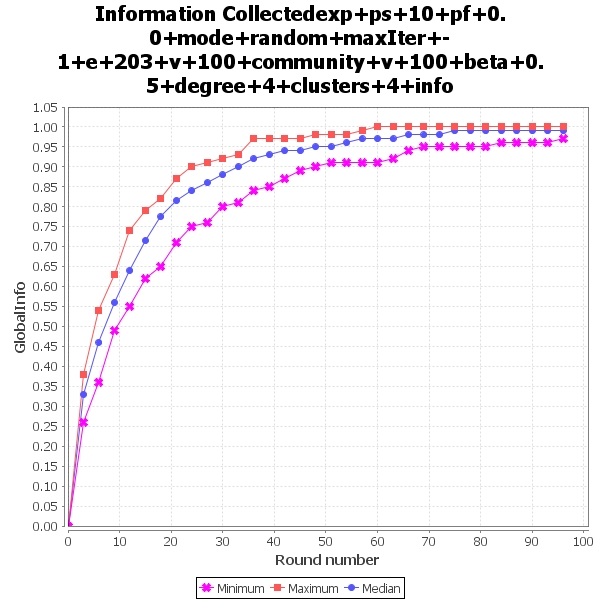 Information Collectedexp+ps+10+pf+0.
0+mode+random+maxIter+-
1+e+203+v+100+community+v+100+beta+0.
5+degree+4+clusters+4+info
1.05
1.00
0.95
0.90
0.85
0.80
0.75
0.70
0.65
0.60
0.55
0.50
0.45
0.40
0.35
0.30
0.25
0.20
0.15
0.10
0.05
0.00
GlobalInfo
0 10 20 30 40 50 60 70 80 90 100
Round number
Minimum Maximum Median